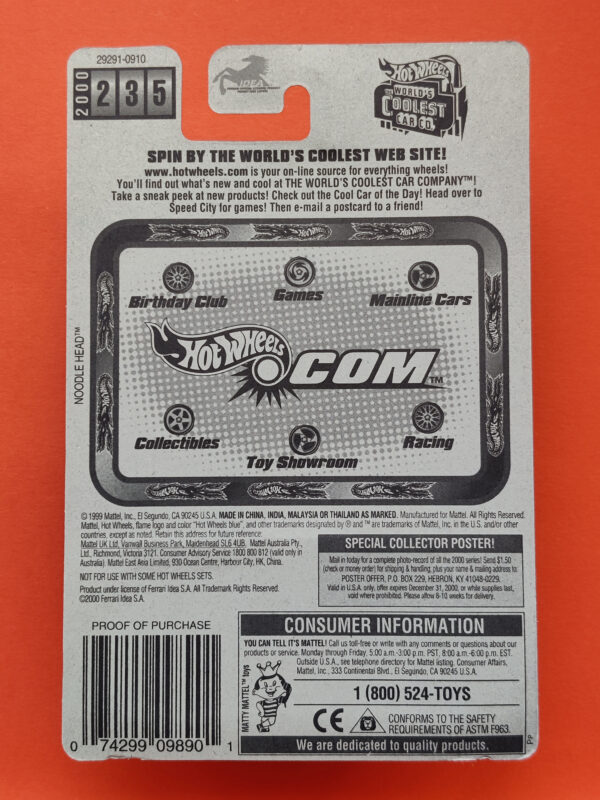 29291-0910
2000
235
IDEA
Hot Wheels
THE WORLD'S
COOLEST
CAR CO.™
SPIN BY THE WORLD'S COOLEST WEB SITE!
www.hotwheels.com is your on-line source for everything wheels!
You'll find out what's new and cool at THE WORLD'S COOLEST CAR COMPANY™!
Take a sneak peek at new products! Check out the Cool Car of the Day! Head over to
Speed City for games! Then e-mail a postcard to a friend!
NOODLE HEAD™
Birthday Club
Games
Mainline Cars
Hot Wheels
.COM™
Collectibles
Toy Showroom
Racing
© 1999 Mattel, Inc., El Segundo, CA 90245 U.S.A. MADE IN CHINA, INDIA, MALAYSIA OR THAILAND AS MARKED. Manufactured for Mattel. All Rights Reserved.
Mattel, Hot Wheels, flame logo and color "Hot Wheels blue", and other trademarks designated by ® and ™ are trademarks of Mattel, Inc. in the U.S. and/or other
countries, except as noted. Retain this address for future reference:
Mattel UK Ltd, Vanwall Business Park, Maidenhead SL6 4UB. Mattel Australia Pty.,
Ltd., Richmond, Victoria 3121. Consumer Advisory Service 1 800 800 812 (valid only in
Australia). Mattel East Asia Limited, 930 Ocean Centre, Harbour City, HK, China.
NOT FOR USE WITH SOME HOT WHEELS SETS.
Product under license of Ferrari Idea S.A. All Trademark Rights Reserved.
©2000 Ferrari Idea S.A.
SPECIAL COLLECTOR POSTER!
Mail in today for a complete photo-record of all the 2000 series! Send $1.50
(check or money order) for shipping & handling, plus your name & mailing address to:
POSTER OFFER, P.O. BOX 229, HEBRON, KY 41048-0229.
Valid in U.S.A. only, offer expires December 31, 2000, or while supplies last,
void where prohibited. Please allow 8-10 weeks for delivery.
PROOF OF PURCHASE
0 74299 09890 1
CONSUMER INFORMATION
YOU CAN TELL IT'S MATTEL! Call us toll-free or write with any comments or questions about our
products or service. Monday through Friday, 5:00 a.m.-3:00 p.m. PST, 8:00 a.m.-6:00 p.m. EST.
Outside U.S.A., see telephone directory for Mattel listing. Consumer Affairs,
Mattel, Inc., 333 Continental Blvd., El Segundo, CA 90245 U.S.A.
MATTY MATTEL™ toys
1 (800) 524-TOYS
CE
CONFORMS TO THE SAFETY
REQUIREMENTS OF ASTM F963.
We are dedicated to quality products.
P-P